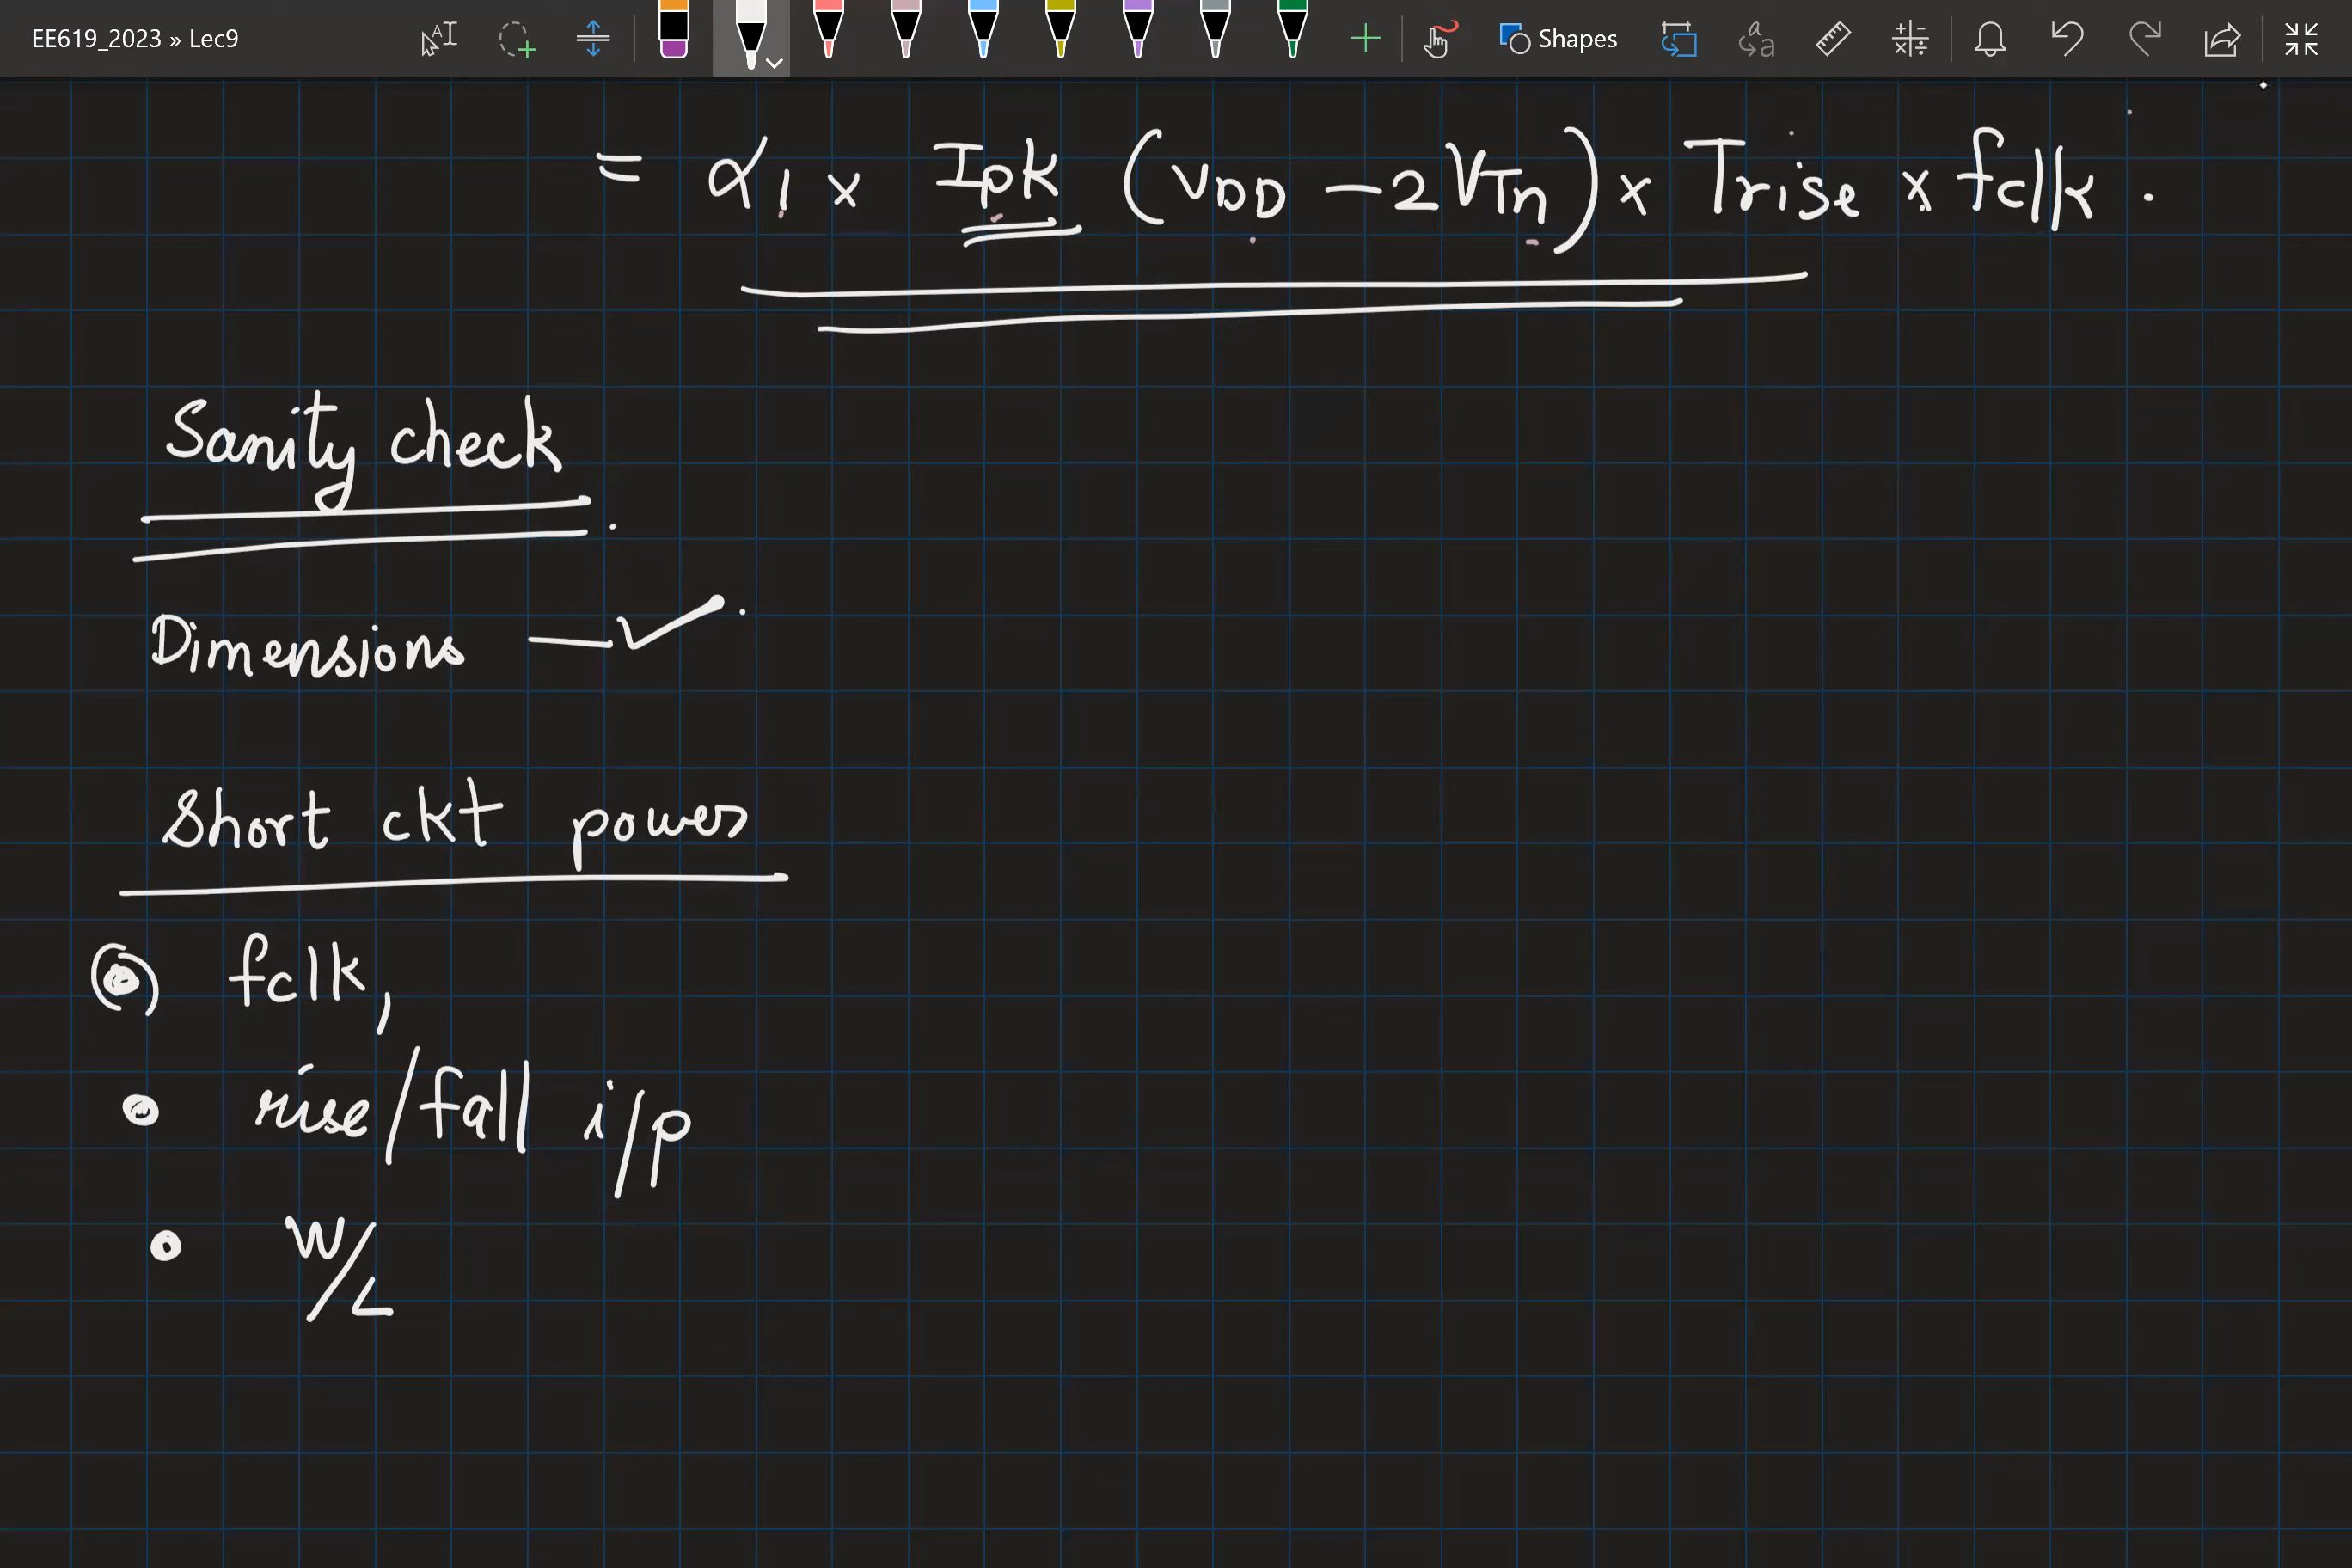 EE619_2023 » Lec9
Shapes
= α1 x Ipk (VDD - 2VTn) x Trise x fclk .
Sanity check
Dimensions — ✓.
Short ckt power
fclk,
rise/fall i/p
W/L